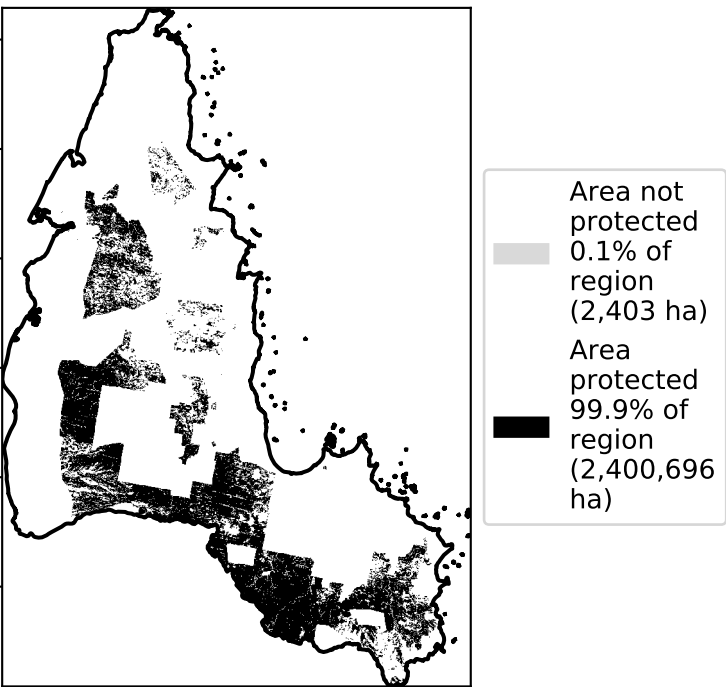 Area not
protected
0.1% of
region
(2,403 ha)
Area
protected
99.9% of
region
(2,400,696
ha)